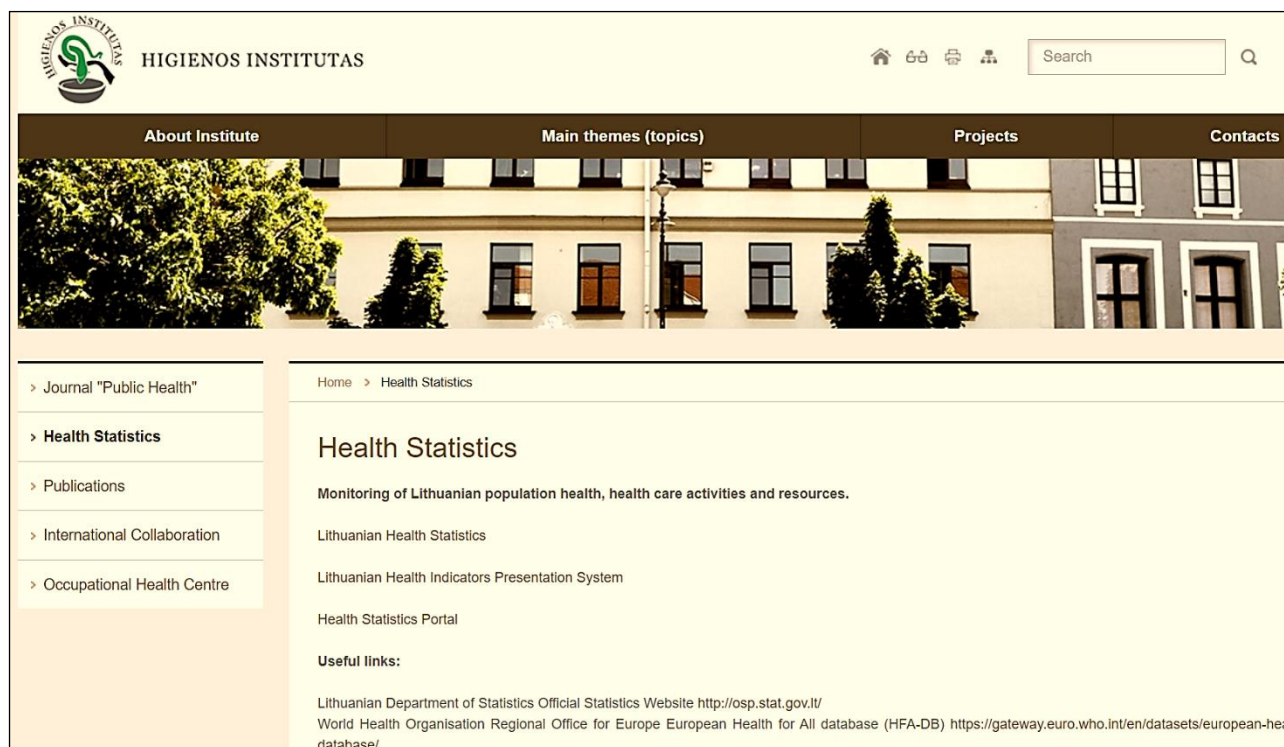 HIGIENOS INSTITUTAS
HIGIENOS INSTITUTAS
Search
About Institute
Main themes (topics)
Projects
Contacts
> Journal "Public Health"
> Health Statistics
> Publications
> International Collaboration
> Occupational Health Centre
Home > Health Statistics
Health Statistics
Monitoring of Lithuanian population health, health care activities and resources.
Lithuanian Health Statistics
Lithuanian Health Indicators Presentation System
Health Statistics Portal
Useful links:
Lithuanian Department of Statistics Official Statistics Website http://osp.stat.gov.lt/
World Health Organisation Regional Office for Europe European Health for All database (HFA-DB) https://gateway.euro.who.int/en/datasets/european-hea
database/